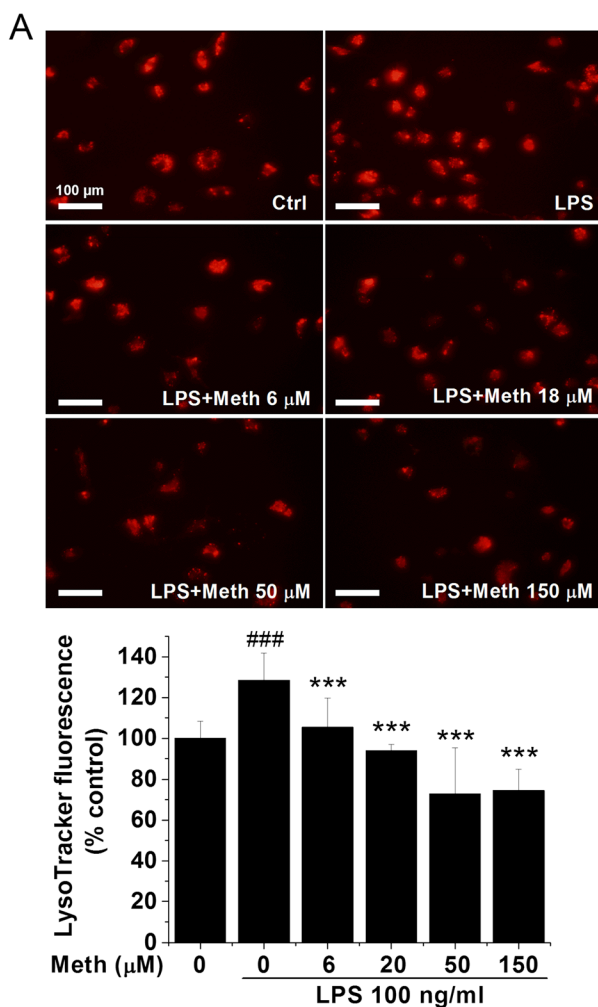 A
100 µm
Ctrl
LPS
LPS+Meth 6 µM
LPS+Meth 18 µM
LPS+Meth 50 µM
LPS+Meth 150 µM
LysoTracker fluorescence
(% control)
140
120
100
80
60
40
20
0
###
***
***
***
***
Meth (µM) 0 0 6 20 50 150
LPS 100 ng/ml